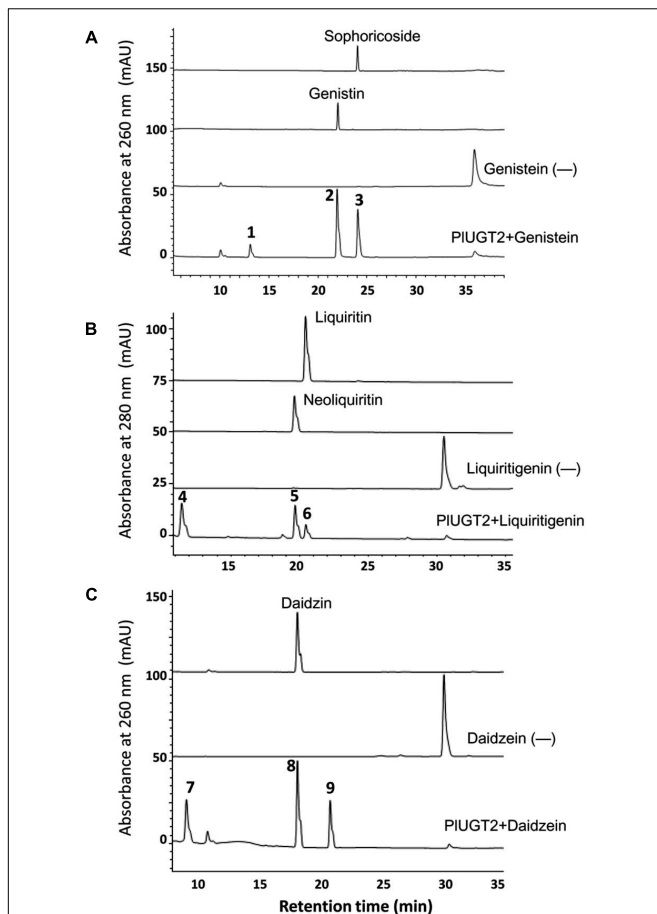 A
Sophoricoside
150
Genistin
100
Genistein (—)
50
2
3
PlUGT2+Genistein
1
0
10
15
20
25
30
35
Absorbance at 260 nm (mAU)
B
Liquiritin
100
75
Neoliquiritin
50
Liquiritigenin (—)
25
4
5
6
PlUGT2+Liquiritigenin
0
15
20
25
30
35
Absorbance at 280 nm (mAU)
C
150
Daidzin
100
Daidzein (—)
50
8
7
9
PlUGT2+Daidzein
0
10
15
20
25
30
35
Absorbance at 260 nm (mAU)
Retention time (min)